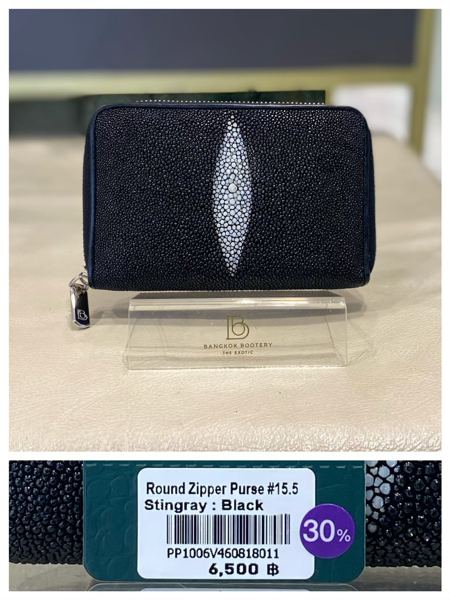 B
B
BANGKOK BOOTERY
THE EXOTIC
Round Zipper Purse #15.5
Stingray : Black
30%
PP1006V460818011
6,500 ฿